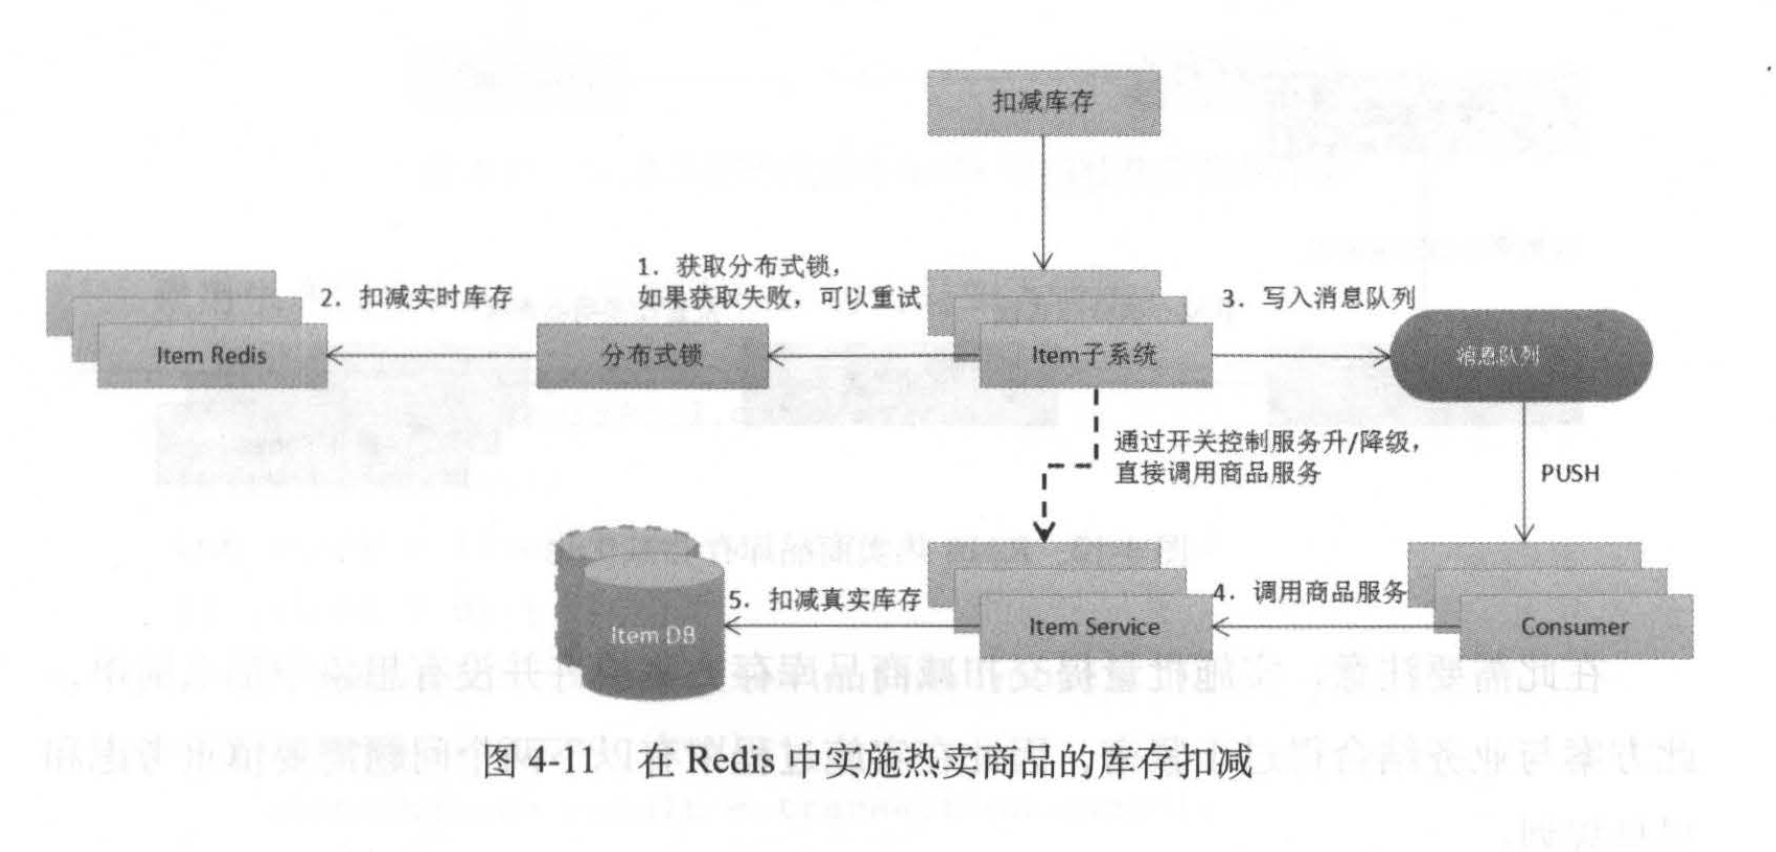 扣减库存
1. 获取分布式锁，
如果获取失败，可以重试
2. 扣减实时库存
3. 写入消息队列
Item Redis
分布式锁
Item子系统
消息队列
通过开关控制服务升/降级，
直接调用商品服务
PUSH
Item DB
5. 扣减真实库存
Item Service
4. 调用商品服务
Consumer
图 4-11 在 Redis 中实施热卖商品的库存扣减